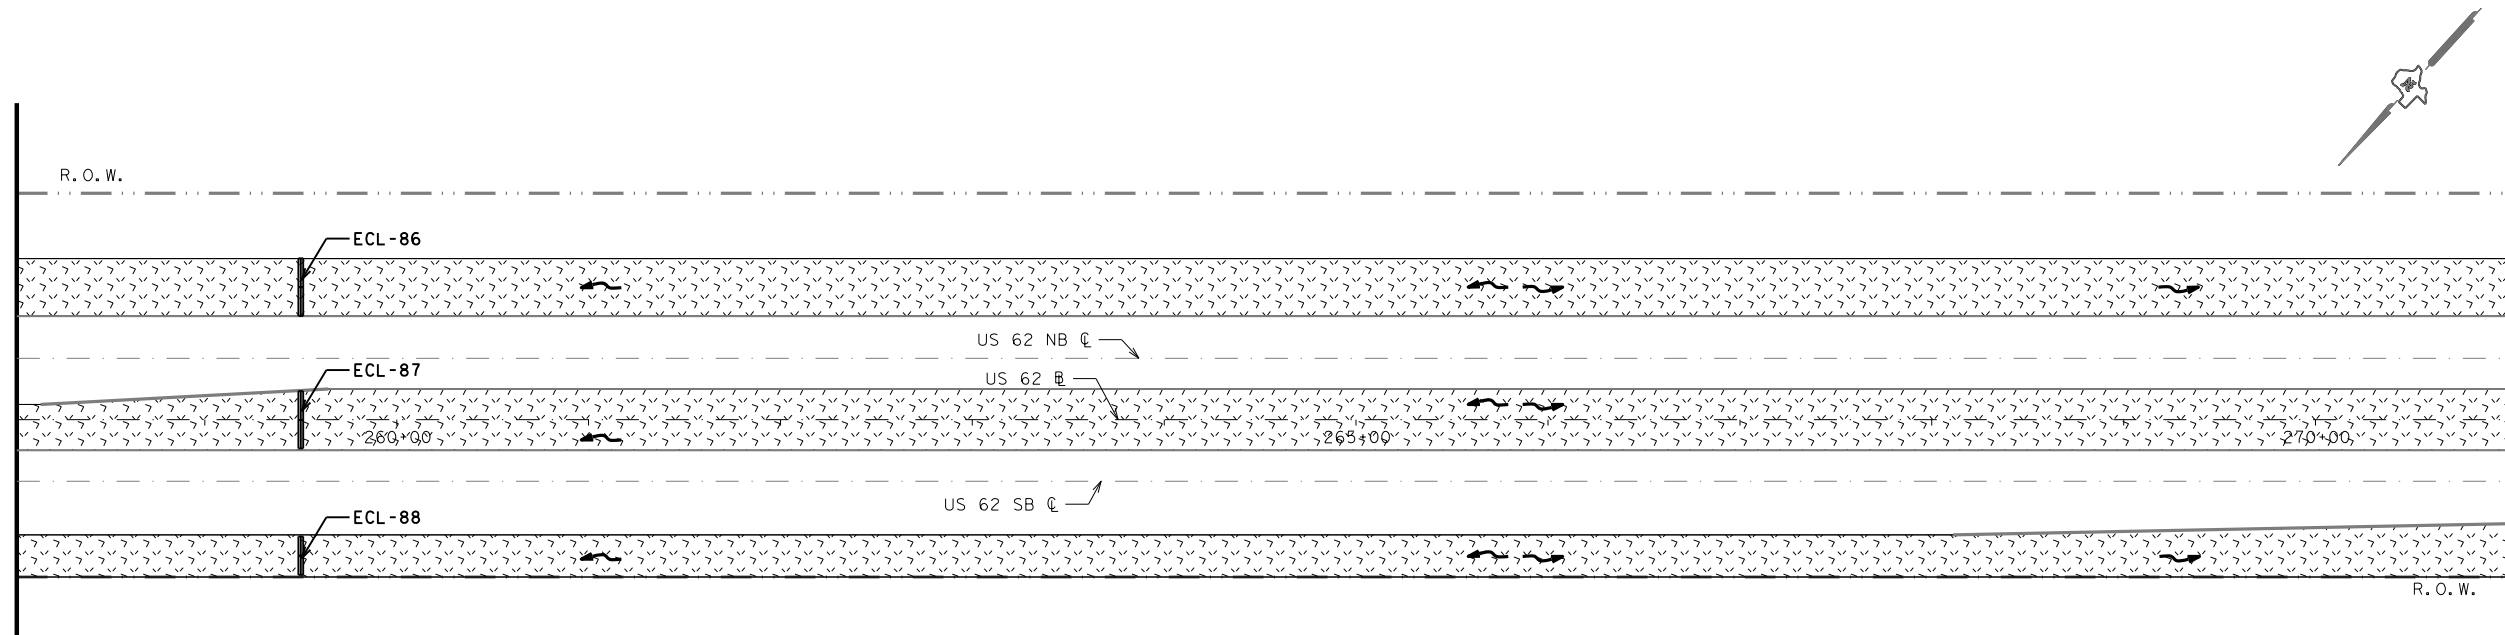 R.O.W.
ECL-86
US 62 NB ℄
ECL-87
US 62 BL
260+00
265+00
270+00
US 62 SB ℄
ECL-88
R.O.W.